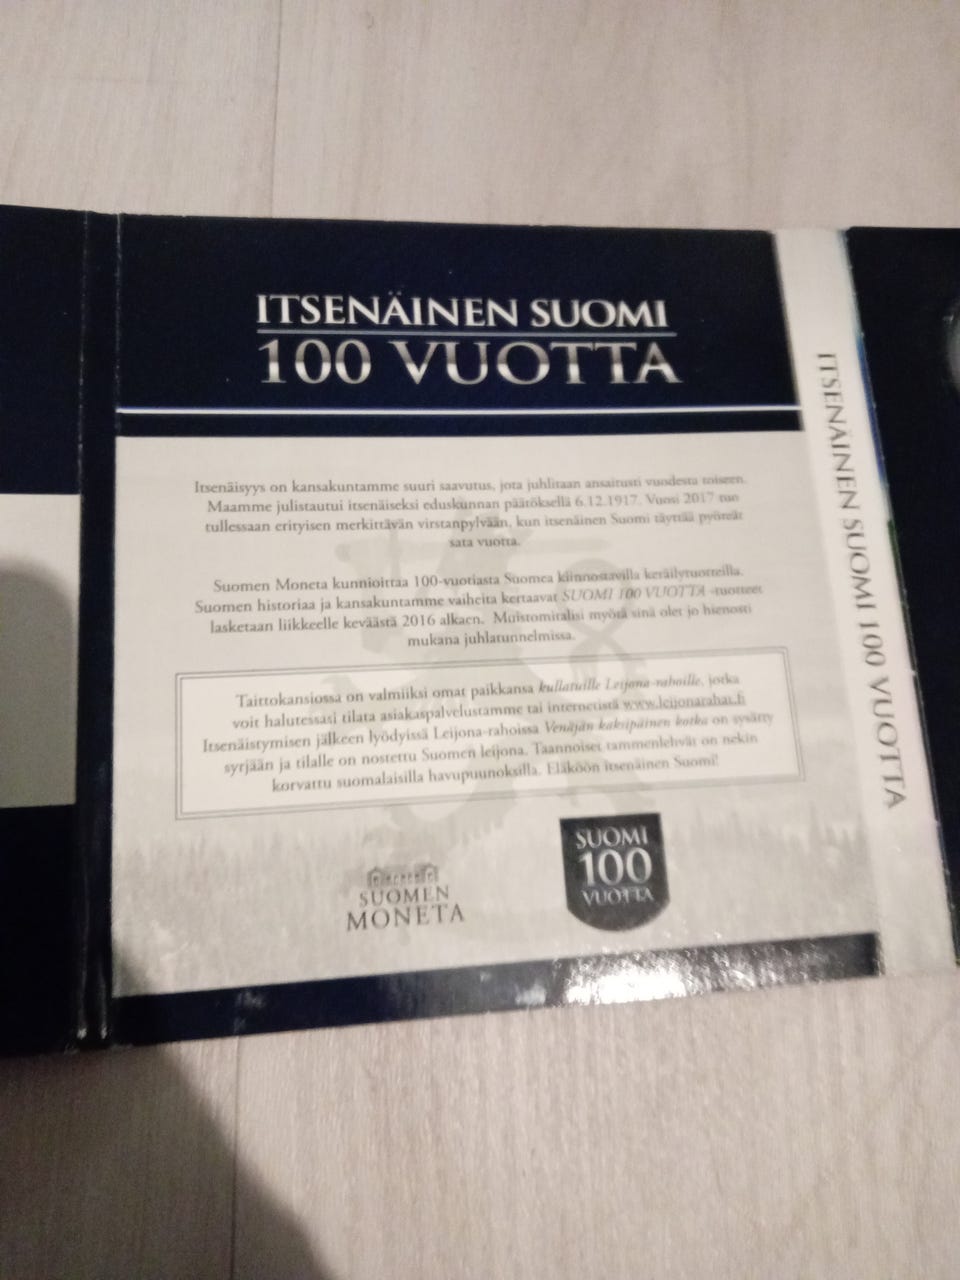 ITSENÄINEN SUOMI
100 VUOTTA
Itsenäisyys on kansakuntamme suuri saavutus, jota juhlitaan ansaitusti vuodesta toiseen.
Maamme julistautui itsenäiseksi eduskunnan päätöksellä 6.12.1917. Vuosi 2017 tuo
tullessaan erityisen merkittävän virstanpylvään, kun itsenäinen Suomi täyttää pyöreät
sata vuotta.
Suomen Moneta kunnioittaa 100-vuotiasta Suomea kiinnostavilla keräilytuotteilla.
Suomen historiaa ja kansakuntamme vaiheita kertaavat SUOMI 100 VUOTTA -tuotteet
lasketaan liikkeelle keväästä 2016 alkaen. Muistomitalisi myötä sinä olet jo hienosti
mukana juhlatunnelmissa.
Taittokansiossa on valmiiksi omat paikkansa kullatuille Leijona-rahoille, jotka
voit halutessasi tilata asiakaspalvelustamme tai internetistä www.leijonarahat.fi
Itsenäistymisen jälkeen lyödyissä Leijona-rahoissa Venäjän kaksipäinen kotka on sysätty
syrjään ja tilalle on nostettu Suomen leijona. Taannoiset tammenlehvät on nekin
korvattu suomalaisilla havupuunoksilla. Eläköön itsenäinen Suomi!
SUOMEN
MONETA
SUOMI
100
VUOTTA
ITSENÄINEN SUOMI 100 VUOTTA